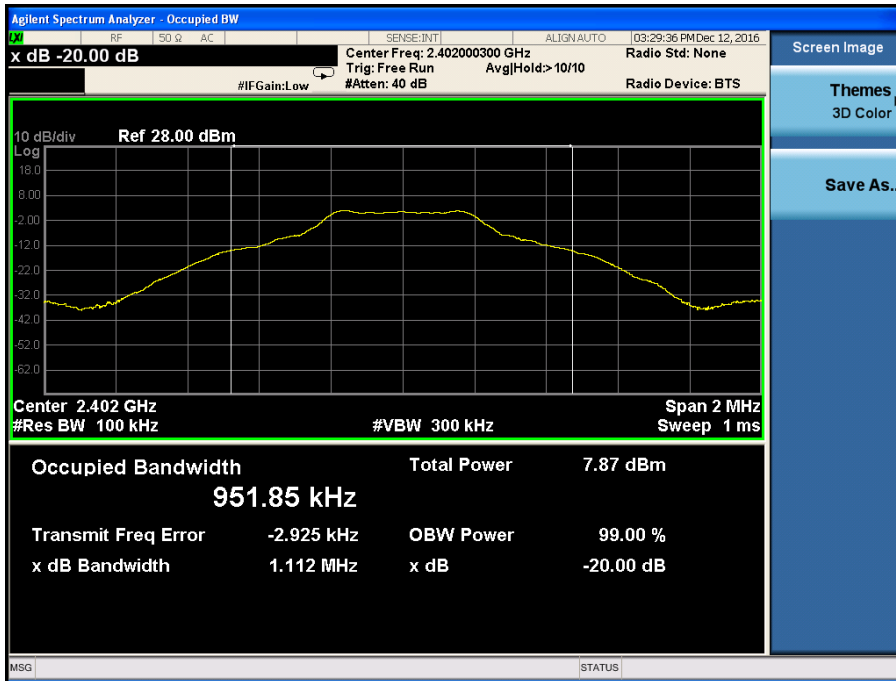 Agilent Spectrum Analyzer - Occupied BW
LXI RF 50 Ω AC SENSE:INT ALIGN AUTO 03:29:36 PM Dec 12, 2016
x dB -20.00 dB
Center Freq: 2.402000300 GHz
Radio Std: None
Trig: Free Run Avg|Hold:>10/10
#IFGain:Low
#Atten: 40 dB
Radio Device: BTS
Screen Image
Themes
3D Color
Save As..
10 dB/div Ref 28.00 dBm
Log
18.0
8.00
-2.00
-12.0
-22.0
-32.0
-42.0
-52.0
-62.0
Center 2.402 GHz Span 2 MHz
#Res BW 100 kHz #VBW 300 kHz Sweep 1 ms
Occupied Bandwidth Total Power 7.87 dBm
951.85 kHz
Transmit Freq Error -2.925 kHz OBW Power 99.00 %
x dB Bandwidth 1.112 MHz x dB -20.00 dB
MSG STATUS